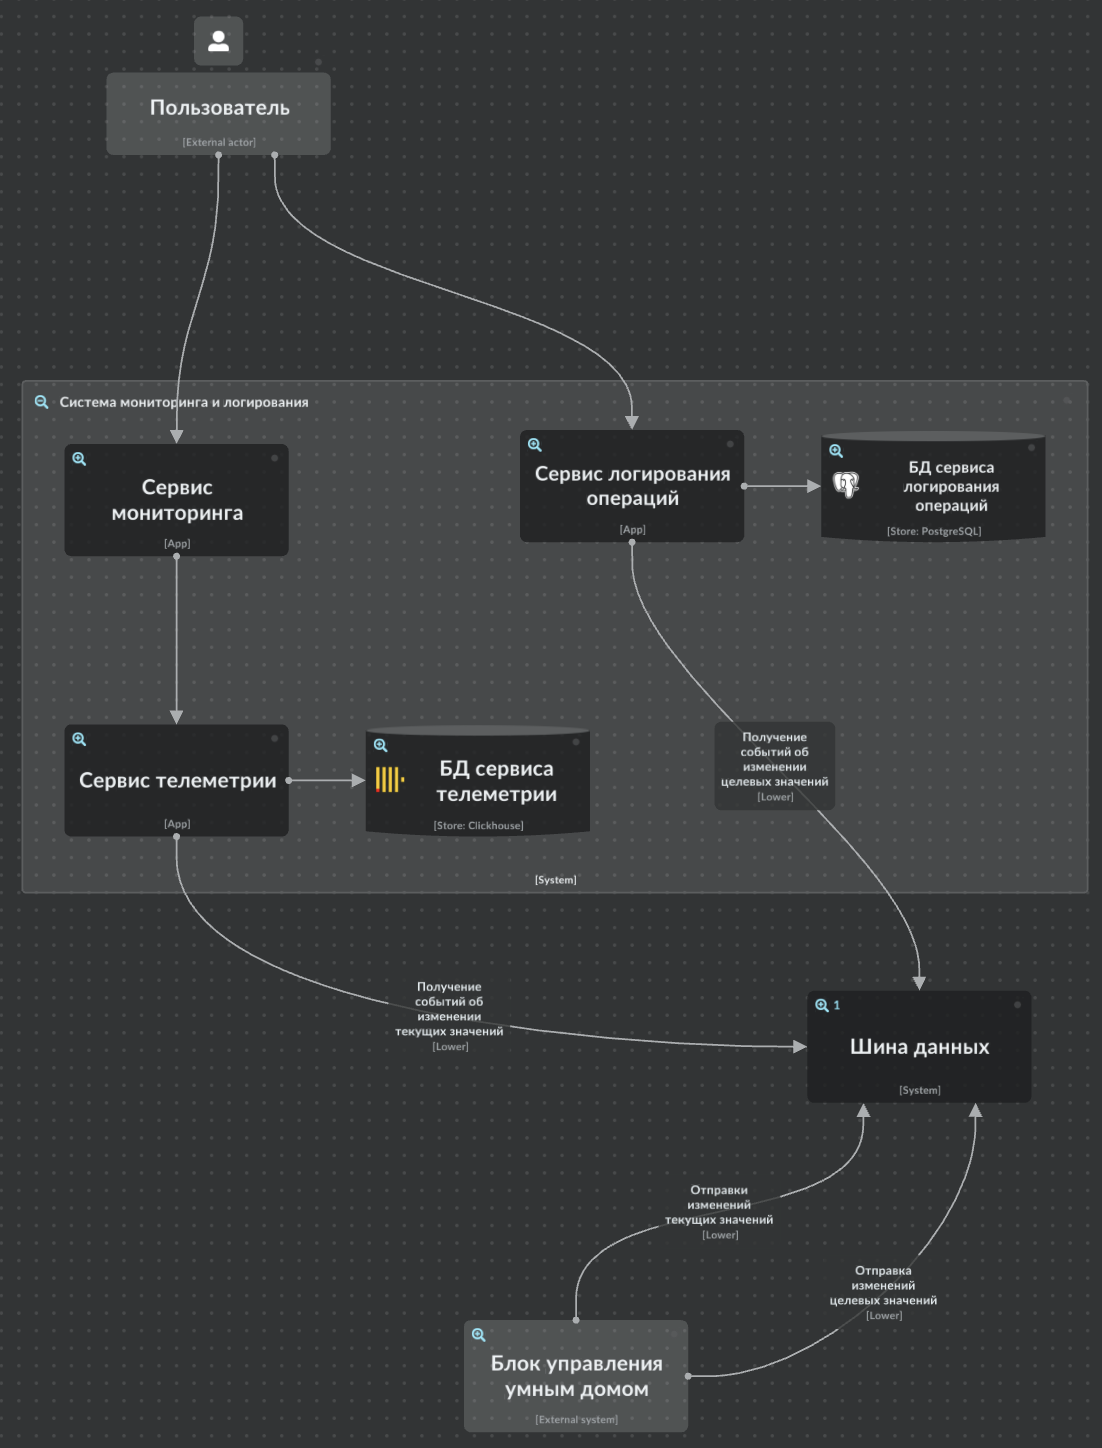 Пользователь
[External actor]
Система мониторинга и логирования
Сервис
мониторинга
[App]
Сервис логирования
операций
[App]
БД сервиса
логирования
операций
[Store: PostgreSQL]
Сервис телеметрии
[App]
БД сервиса
телеметрии
[Store: Clickhouse]
Получение
событий об
изменении
целевых значений
[Lower]
[System]
Получение
событий об
изменении
текущих значений
[Lower]
1
Шина данных
[System]
Отправки
изменений
текущих значений
[Lower]
Отправка
изменений
целевых значений
[Lower]
Блок управления
умным домом
[External system]